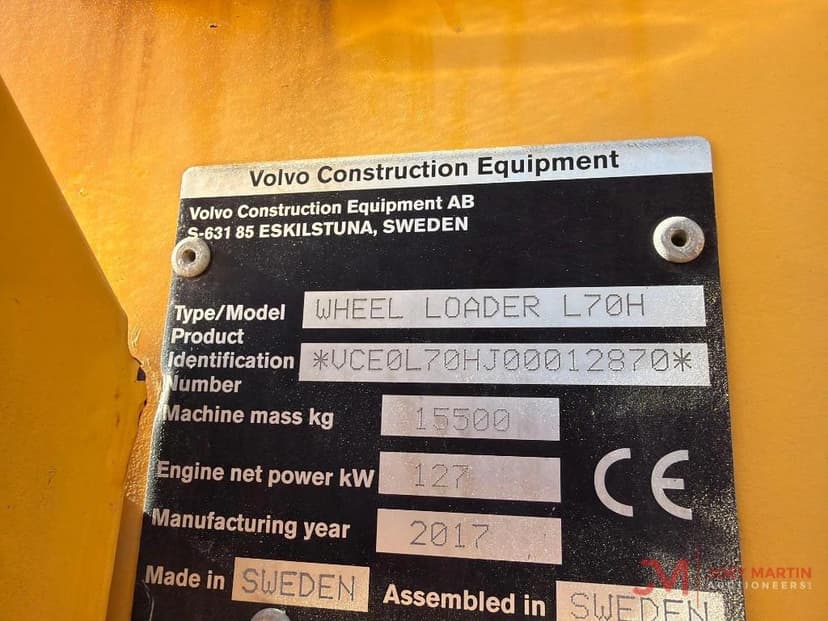 Volvo Construction Equipment
Volvo Construction Equipment AB
S-631 85 ESKILSTUNA, SWEDEN
Type/Model WHEEL LOADER L70H
Product
Identification *VCE0L70HJ00012870*
Number
Machine mass kg 15500
Engine net power kW 127
CE
Manufacturing year 2017
Made in SWEDEN Assembled in SWEDEN
JM MARTIN
AUCTIONEERS